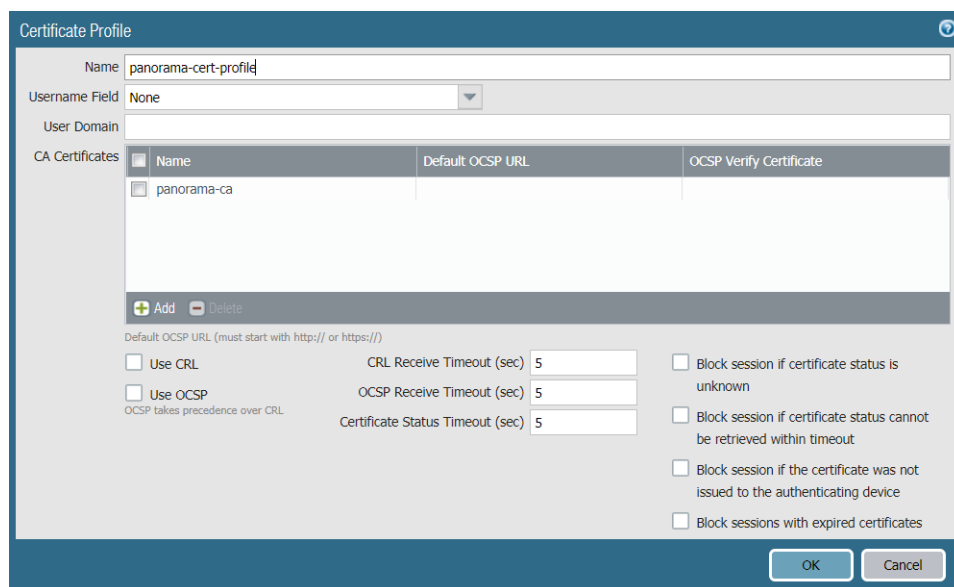 Certificate Profile
Name panorama-cert-profile
Username Field None
User Domain
CA Certificates Name Default OCSP URL OCSP Verify Certificate
panorama-ca
Add Delete
Default OCSP URL (must start with http:// or https://)
Use CRL
Use OCSP
OCSP takes precedence over CRL
CRL Receive Timeout (sec) 5
OCSP Receive Timeout (sec) 5
Certificate Status Timeout (sec) 5
Block session if certificate status is
unknown
Block session if certificate status cannot
be retrieved within timeout
Block session if the certificate was not
issued to the authenticating device
Block sessions with expired certificates
OK Cancel